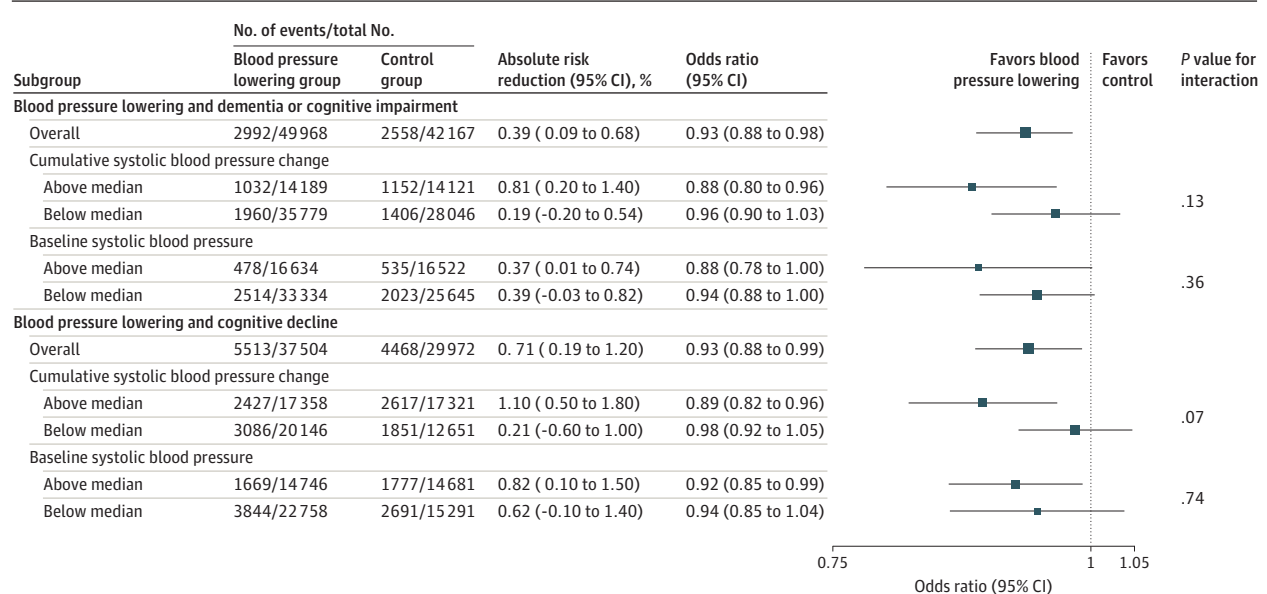 No. of events/total No.
Blood pressure Control Absolute risk Odds ratio Favors blood Favors P value for
Subgroup lowering group group reduction (95% CI), % (95% CI) pressure lowering control interaction
Blood pressure lowering and dementia or cognitive impairment
Overall 2992/49968 2558/42167 0.39 ( 0.09 to 0.68) 0.93 (0.88 to 0.98)
Cumulative systolic blood pressure change
Above median 1032/14189 1152/14121 0.81 ( 0.20 to 1.40) 0.88 (0.80 to 0.96)
.13
Below median 1960/35779 1406/28046 0.19 (-0.20 to 0.54) 0.96 (0.90 to 1.03)
Baseline systolic blood pressure
Above median 478/16634 535/16522 0.37 ( 0.01 to 0.74) 0.88 (0.78 to 1.00)
.36
Below median 2514/33334 2023/25645 0.39 (-0.03 to 0.82) 0.94 (0.88 to 1.00)
Blood pressure lowering and cognitive decline
Overall 5513/37504 4468/29972 0. 71 ( 0.19 to 1.20) 0.93 (0.88 to 0.99)
Cumulative systolic blood pressure change
Above median 2427/17358 2617/17321 1.10 ( 0.50 to 1.80) 0.89 (0.82 to 0.96)
.07
Below median 3086/20146 1851/12651 0.21 (-0.60 to 1.00) 0.98 (0.92 to 1.05)
Baseline systolic blood pressure
Above median 1669/14746 1777/14681 0.82 ( 0.10 to 1.50) 0.92 (0.85 to 0.99)
.74
Below median 3844/22758 2691/15291 0.62 (-0.10 to 1.40) 0.94 (0.85 to 1.04)
0.75 1 1.05
Odds ratio (95% CI)